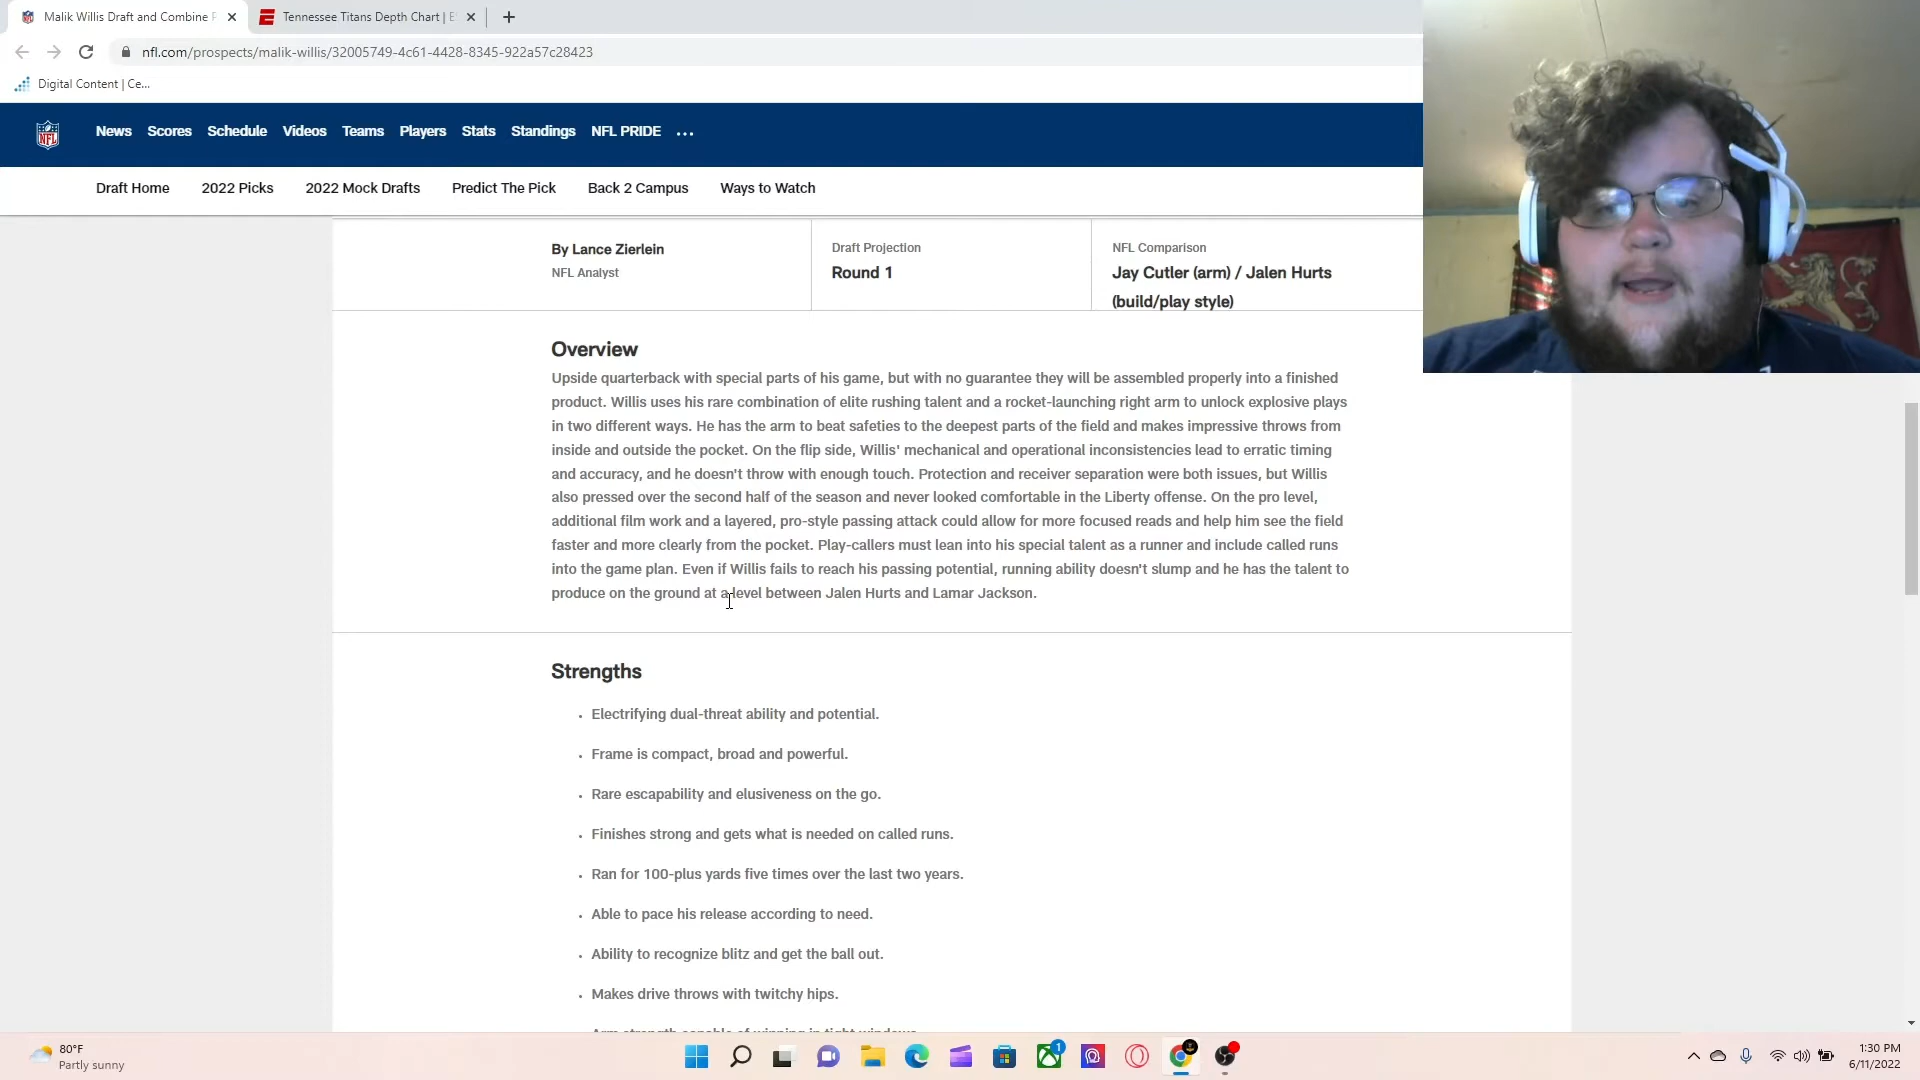 Malik Willis Draft and Combine
Tennessee Titans Depth Chart |
nfl.com/prospects/malik-willis/32005749-4c61-4428-8345-922a57c28423
Digital Content | Ce...
NFL
News Scores Schedule Videos Teams Players Stats Standings NFL PRIDE ...
Draft Home 2022 Picks 2022 Mock Drafts Predict The Pick Back 2 Campus Ways to Watch
By Lance Zierlein
NFL Analyst
Draft Projection
Round 1
NFL Comparison
Jay Cutler (arm) / Jalen Hurts
(build/play style)
Overview
Upside quarterback with special parts of his game, but with no guarantee they will be assembled properly into a finished
product. Willis uses his rare combination of elite rushing talent and a rocket-launching right arm to unlock explosive plays
in two different ways. He has the arm to beat safeties to the deepest parts of the field and makes impressive throws from
inside and outside the pocket. On the flip side, Willis' mechanical and operational inconsistencies lead to erratic timing
and accuracy, and he doesn't throw with enough touch. Protection and receiver separation were both issues, but Willis
also pressed over the second half of the season and never looked comfortable in the Liberty offense. On the pro level,
additional film work and a layered, pro-style passing attack could allow for more focused reads and help him see the field
faster and more clearly from the pocket. Play-callers must lean into his special talent as a runner and include called runs
into the game plan. Even if Willis fails to reach his passing potential, running ability doesn't slump and he has the talent to
produce on the ground at a level between Jalen Hurts and Lamar Jackson.
Strengths
• Electrifying dual-threat ability and potential.
• Frame is compact, broad and powerful.
• Rare escapability and elusiveness on the go.
• Finishes strong and gets what is needed on called runs.
• Ran for 100-plus yards five times over the last two years.
• Able to pace his release according to need.
• Ability to recognize blitz and get the ball out.
• Makes drive throws with twitchy hips.
Arm strength capable of winning in tight windows
80°F
Partly sunny
1
1:30 PM
6/11/2022